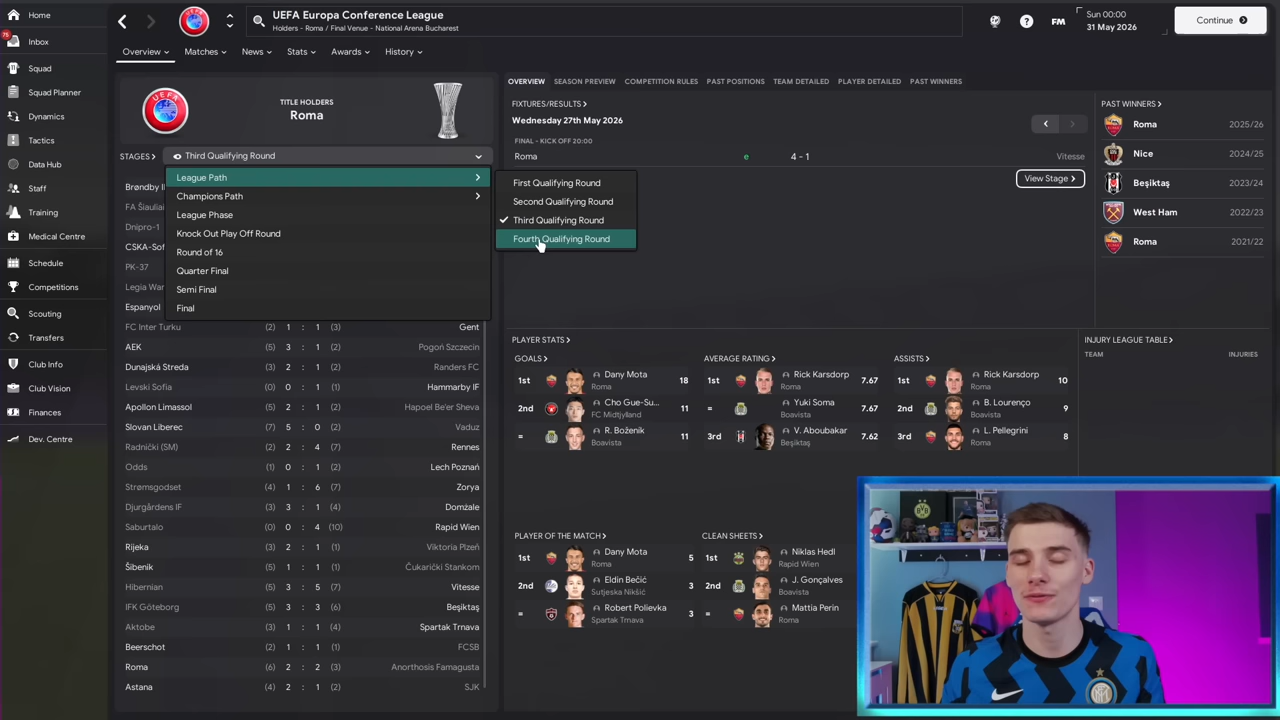 Home
75
Inbox
Squad
Squad Planner
Dynamics
Tactics
Data Hub
Staff
Training
Medical Centre
Schedule
Competitions
Scouting
Transfers
Club Info
Club Vision
Finances
Dev. Centre
UEFA Europa Conference League
Holders - Roma / Final Venue - National Arena Bucharest
FM
Sun 00:00
31 May 2026
Continue
Overview
Matches
News
Stats
Awards
History
UEFA
TITLE HOLDERS
Roma
STAGES
Third Qualifying Round
League Path
Champions Path
League Phase
Knock Out Play Off Round
Round of 16
Quarter Final
Semi Final
Final
First Qualifying Round
Second Qualifying Round
Third Qualifying Round
Fourth Qualifying Round
Brøndby I
FA Šiauliai
Dnipro-1
CSKA-Sof
PK-37
Legia War
Espanyol
FC Inter Turku (2) 1 : 1 (3) Gent
AEK (5) 3 : 1 (2) Pogoń Szczecin
Dunajská Streda (3) 2 : 1 (2) Randers FC
Levski Sofia (0) 0 : 1 (1) Hammarby IF
Apollon Limassol (5) 2 : 1 (2) Hapoel Be'er Sheva
Slovan Liberec (7) 5 : 0 (2) Vaduz
Radnički (SM) (2) 2 : 4 (7) Rennes
Odds (1) 0 : 1 (2) Lech Poznań
Strømsgodset (4) 1 : 6 (7) Zorya
Djurgårdens IF (4) 3 : 1 (2) Domžale
Saburtalo (0) 0 : 4 (10) Rapid Wien
Rijeka (3) 2 : 1 (1) Viktoria Plzeň
Šibenik (5) 1 : 1 (1) Čukarički Stankom
Hibernian (4) 3 : 5 (7) Vitesse
IFK Göteborg (5) 3 : 3 (6) Beşiktaş
Aktobe (3) 1 : 1 (4) Spartak Trnava
Beerschot (2) 1 : 1 (2) FCSB
Roma (6) 2 : 2 (3) Anorthosis Famagusta
Astana (4) 2 : 1 (2) SJK
OVERVIEW
SEASON PREVIEW
COMPETITION RULES
PAST POSITIONS
TEAM DETAILED
PLAYER DETAILED
PAST WINNERS
FIXTURES/RESULTS
Wednesday 27th May 2026
FINAL - KICK OFF 20:00
Roma e 4 - 1 Vitesse
View Stage
PAST WINNERS
Roma 2025/26
Nice 2024/25
Beşiktaş 2023/24
West Ham 2022/23
Roma 2021/22
PLAYER STATS
GOALS
1st Dany Mota 18
Roma
2nd Cho Gue-Su... 11
FC Midtjylland
= R. Boženik 11
Boavista
AVERAGE RATING
1st Rick Karsdorp 7.67
Roma
= Yuki Soma 7.67
Boavista
3rd V. Aboubakar 7.62
Beşiktaş
ASSISTS
1st Rick Karsdorp 10
Roma
2nd B. Lourenço 9
Boavista
3rd L. Pellegrini 8
Roma
INJURY LEAGUE TABLE
TEAM INJURIES
PLAYER OF THE MATCH
1st Dany Mota 5
Roma
2nd Eldin Bečić 3
Sutjeska Nikšić
= Robert Polievka 3
Spartak Trnava
CLEAN SHEETS
1st Niklas Hedl
Rapid Wien
2nd J. Gonçalves
Boavista
= Mattia Perin
Roma